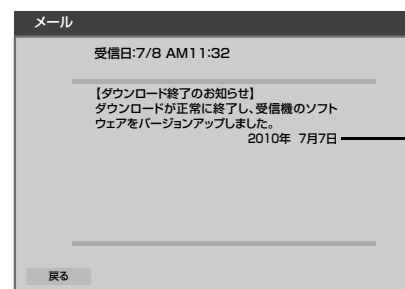 メール
受信日:7/8 AM11:32
【ダウンロード終了のお知らせ】
ダウンロードが正常に終了し、受信機のソフト
ウェアをバージョンアップしました。
2010年 7月7日
戻る